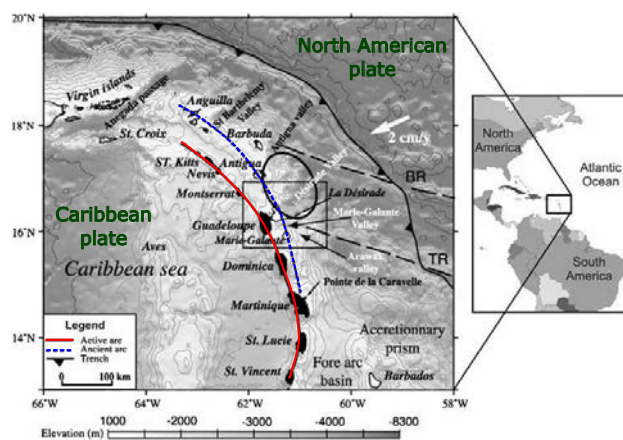 20°N
18°N
16°N
14°N
66°W
64°W
62°W
60°W
58°W
North American
plate
Virgin islands
Anegada passage
Anguilla
St Barthelemy
Valley
Antigua valley
St. Croix
Barbuda
2 cm/y
ST. Kitts
Nevis
Antigua
BR
Montserrat
La Désirade
Caribbean
plate
Guadeloupe
Marie-Galante
Valley
Marie-Galante
Aves
Arawak
valley
TR
Caribbean sea
Dominica
Pointe de la Caravelle
Martinique
Accretionnary
prism
St. Lucie
Fore arc
basin
St. Vincent
Barbados
Legend
Active arc
Ancient arc
Trench
0
100 km
North
America
Atlantic
Ocean
South
America
1000
-2000
-3000
-4000
-8300
Elevation (m)